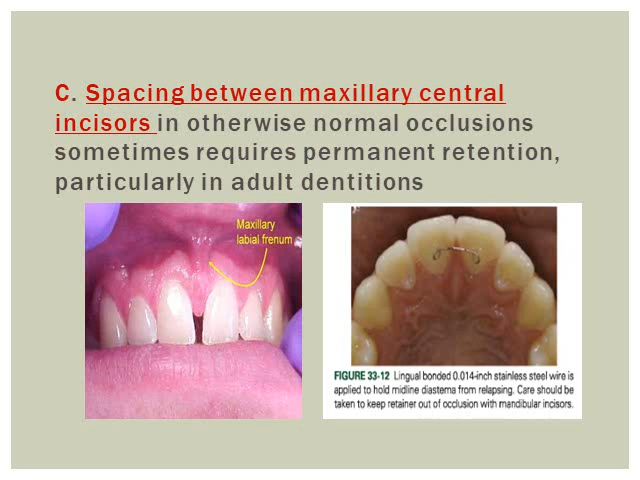 C. Spacing between maxillary central
incisors in otherwise normal occlusions
sometimes requires permanent retention,
particularly in adult dentitions
Maxillary
labial frenum
FIGURE 33-12 Lingual bonded 0.014-inch stainless steel wire is
applied to hold midline diastema from relapsing. Care should be
taken to keep retainer out of occlusion with mandibular incisors.